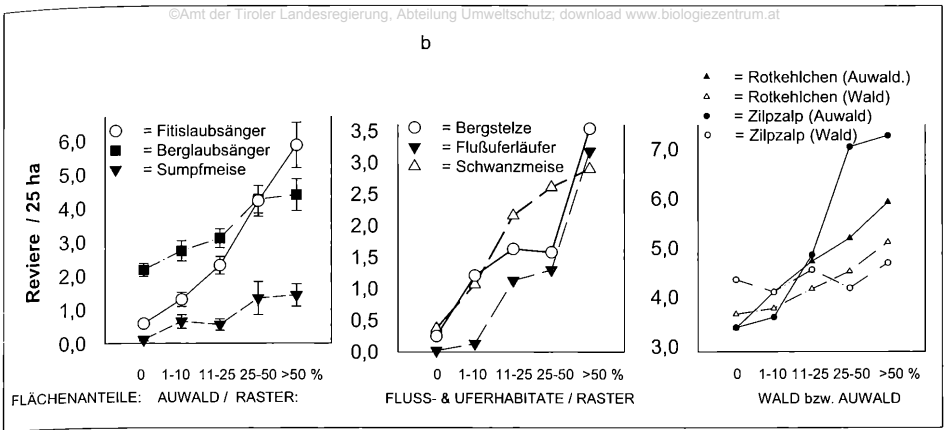 ©Amt der Tiroler Landesregierung, Abteilung Umweltschutz; download www.biologiezentrum.at
b
Reviere / 25 ha
= Fitislaubsänger
= Berglaubsänger
= Sumpfmeise
6,0
5,0
4,0
3,0
2,0
1,0
0,0
0 1-10 11-25 25-50 >50 %
FLÄCHENANTEILE: AUWALD / RASTER:
= Bergstelze
= Flußuferläufer
= Schwanzmeise
3,5
3,0
2,5
2,0
1,5
1,0
0,5
0,0
0 1-10 11-25 25-50 >50 %
FLUSS- & UFERHABITATE / RASTER
= Rotkehlchen (Auwald.)
= Rotkehlchen (Wald)
= Zilpzalp (Auwald)
= Zilpzalp (Wald)
7,0
6,0
5,0
4,0
3,0
0 1-10 11-25 25-50 >50 %
WALD bzw. AUWALD